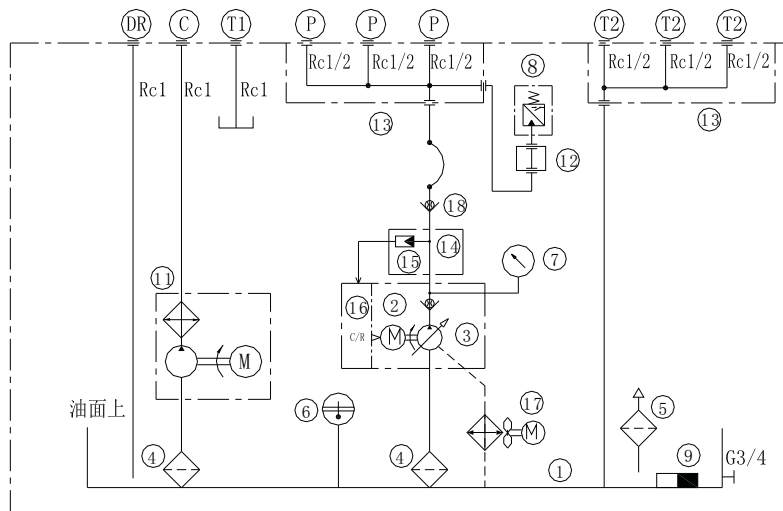 DR C T1 P P P T2 T2 T2
Rc1 Rc1 Rc1 Rc1/2 Rc1/2 Rc1/2 Rc1/2 Rc1/2 Rc1/2
8
13 13
12
18
14
15
7
11
16 2
C/R M 3
M
油面上 6 17 M 5
4 4 1 9 G3/4